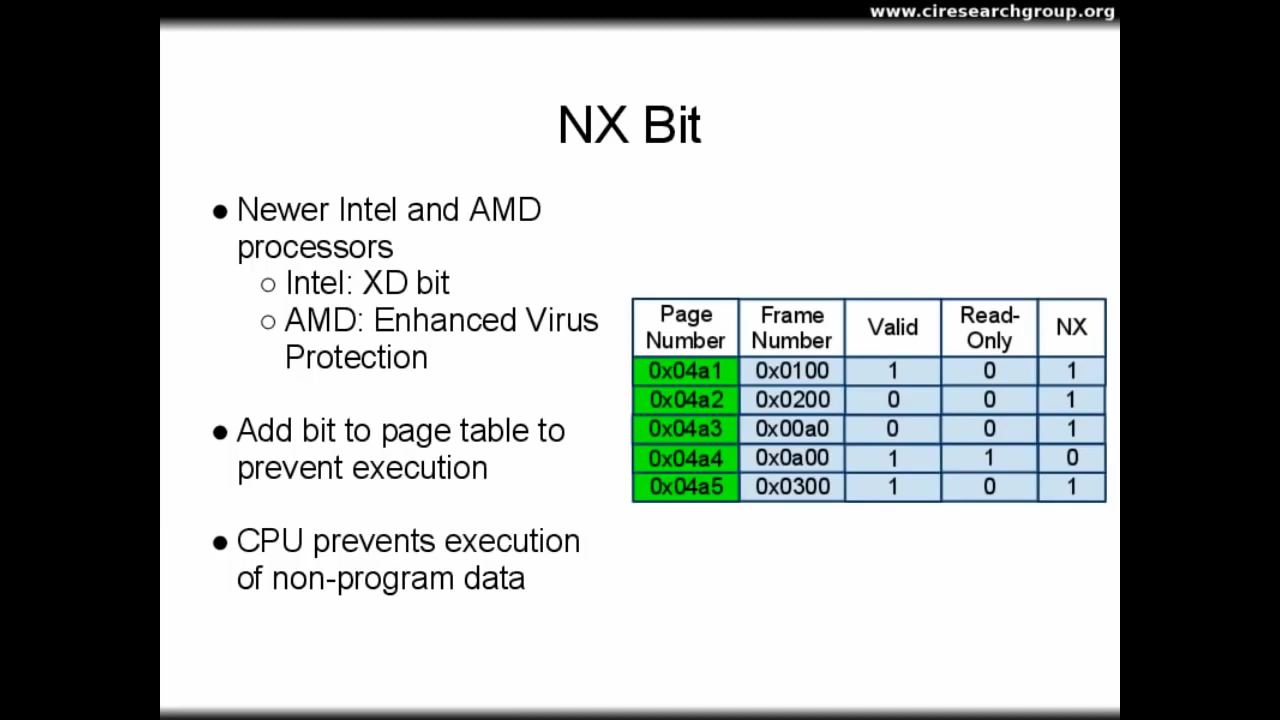 www.ciresearchgroup.org
NX Bit
● Newer Intel and AMD
processors
○ Intel: XD bit
○ AMD: Enhanced Virus
Protection
● Add bit to page table to
prevent execution
● CPU prevents execution
of non-program data
Page Number Frame Number Valid Read-Only NX
0x04a1 0x0100 1 0 1
0x04a2 0x0200 0 0 1
0x04a3 0x00a0 0 0 1
0x04a4 0x0a00 1 1 0
0x04a5 0x0300 1 0 1